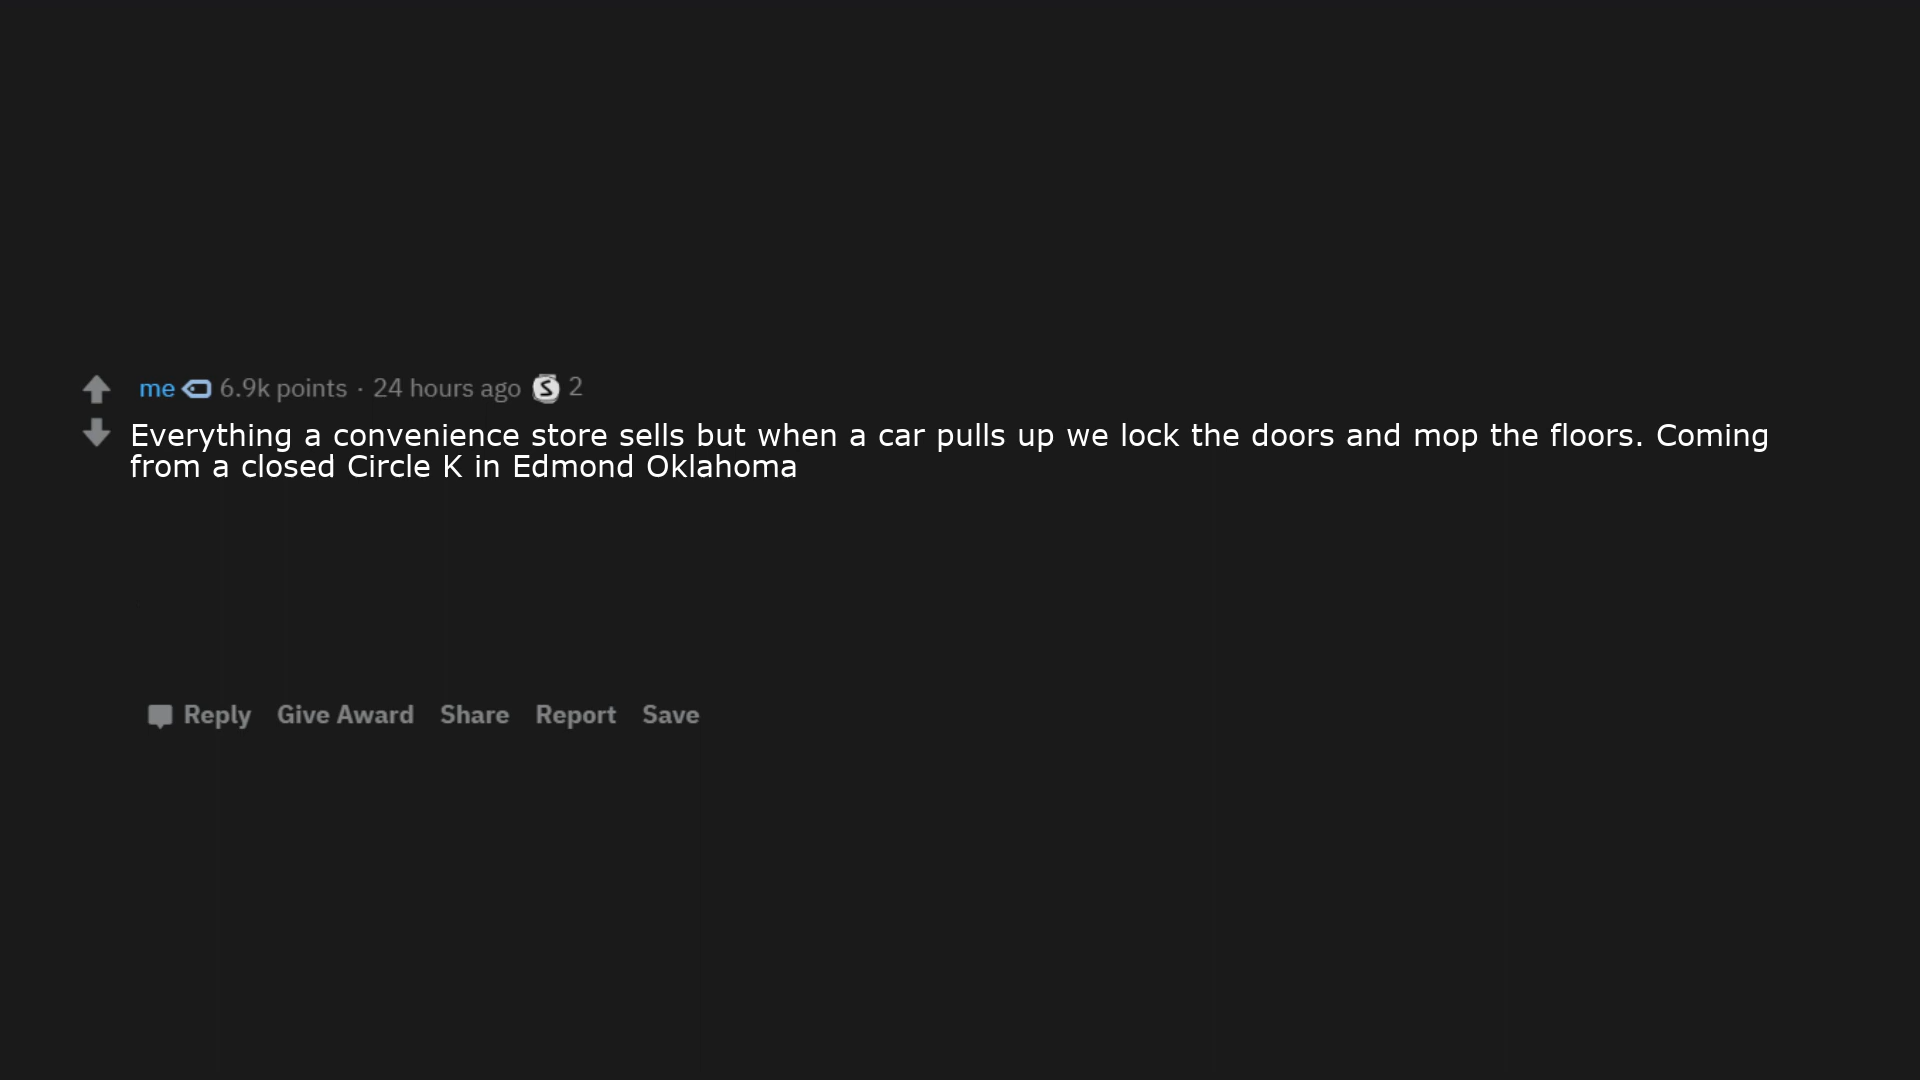 me 6.9k points · 24 hours ago S 2
Everything a convenience store sells but when a car pulls up we lock the doors and mop the floors. Coming
from a closed Circle K in Edmond Oklahoma
Reply Give Award Share Report Save